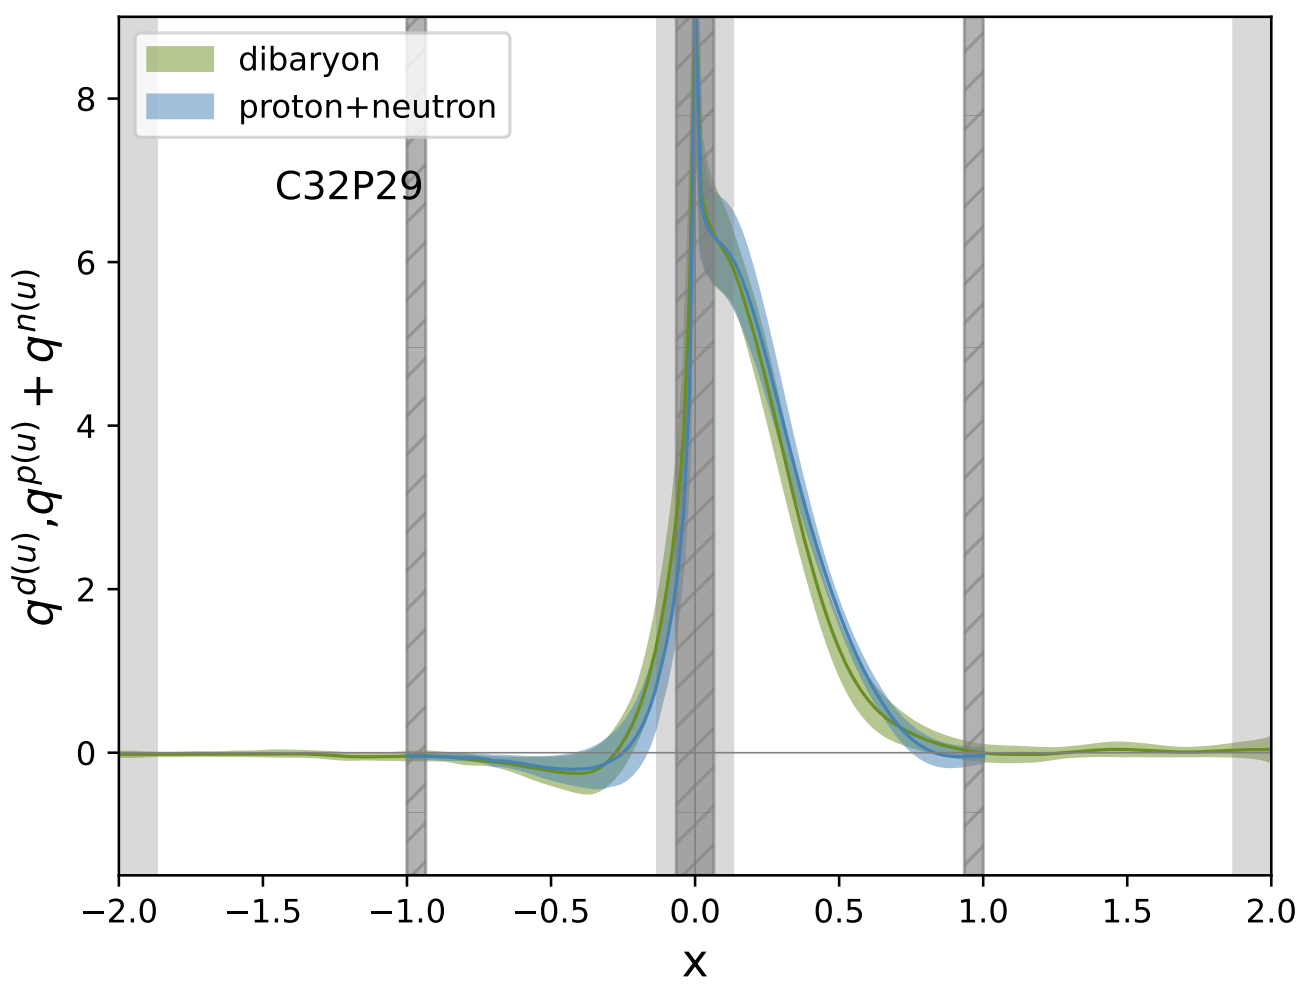 dibaryon
proton+neutron
C32P29
8
6
4
2
0
q^{d(u)},q^{p(u)} + q^{n(u)}
−2.0 −1.5 −1.0 −0.5 0.0 0.5 1.0 1.5 2.0
x